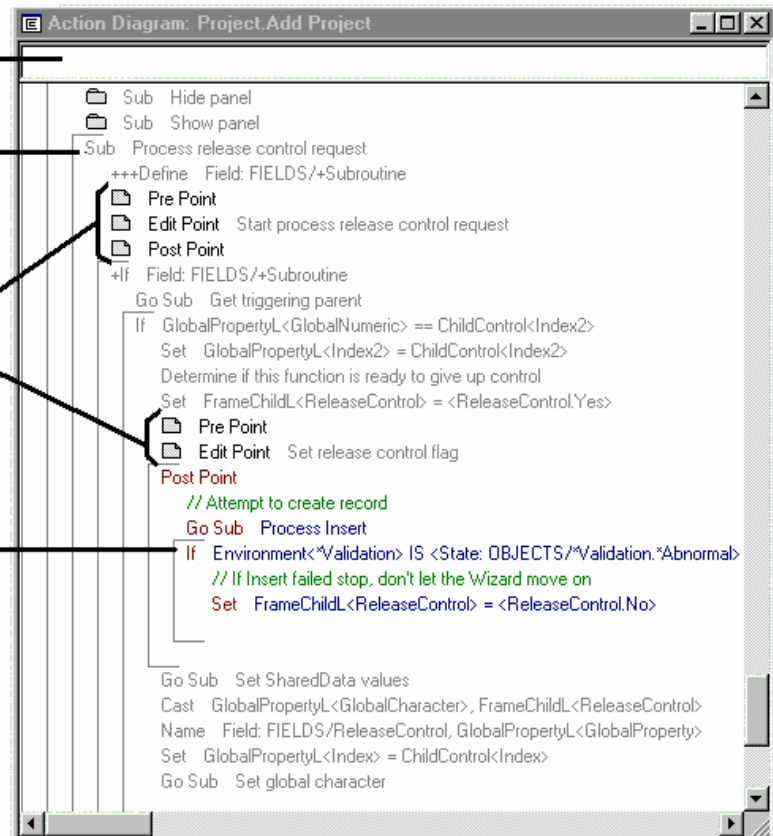 Action Diagram: Project.Add Project
Sub Hide panel
Sub Show panel
Sub Process release control request
+++Define Field: FIELDS/+Subroutine
Pre Point
Edit Point Start process release control request
Post Point
+If Field: FIELDS/+Subroutine
Go Sub Get triggering parent
If GlobalPropertyL<GlobalNumeric> == ChildControl<Index2>
Set GlobalPropertyL<Index2> = ChildControl<Index2>
Determine if this function is ready to give up control
Set FrameChildL<ReleaseControl> = <ReleaseControl.Yes>
Pre Point
Edit Point Set release control flag
Post Point
// Attempt to create record
Go Sub Process Insert
If Environment<*Validation> IS <State: OBJECTS/*Validation.*Abnormal>
// If Insert failed stop, don't let the Wizard move on
Set FrameChildL<ReleaseControl> = <ReleaseControl.No>
Go Sub Set SharedData values
Cast GlobalPropertyL<GlobalCharacter>, FrameChildL<ReleaseControl>
Name Field: FIELDS/ReleaseControl, GlobalPropertyL<GlobalProperty>
Set GlobalPropertyL<Index> = ChildControl<Index>
Go Sub Set global character